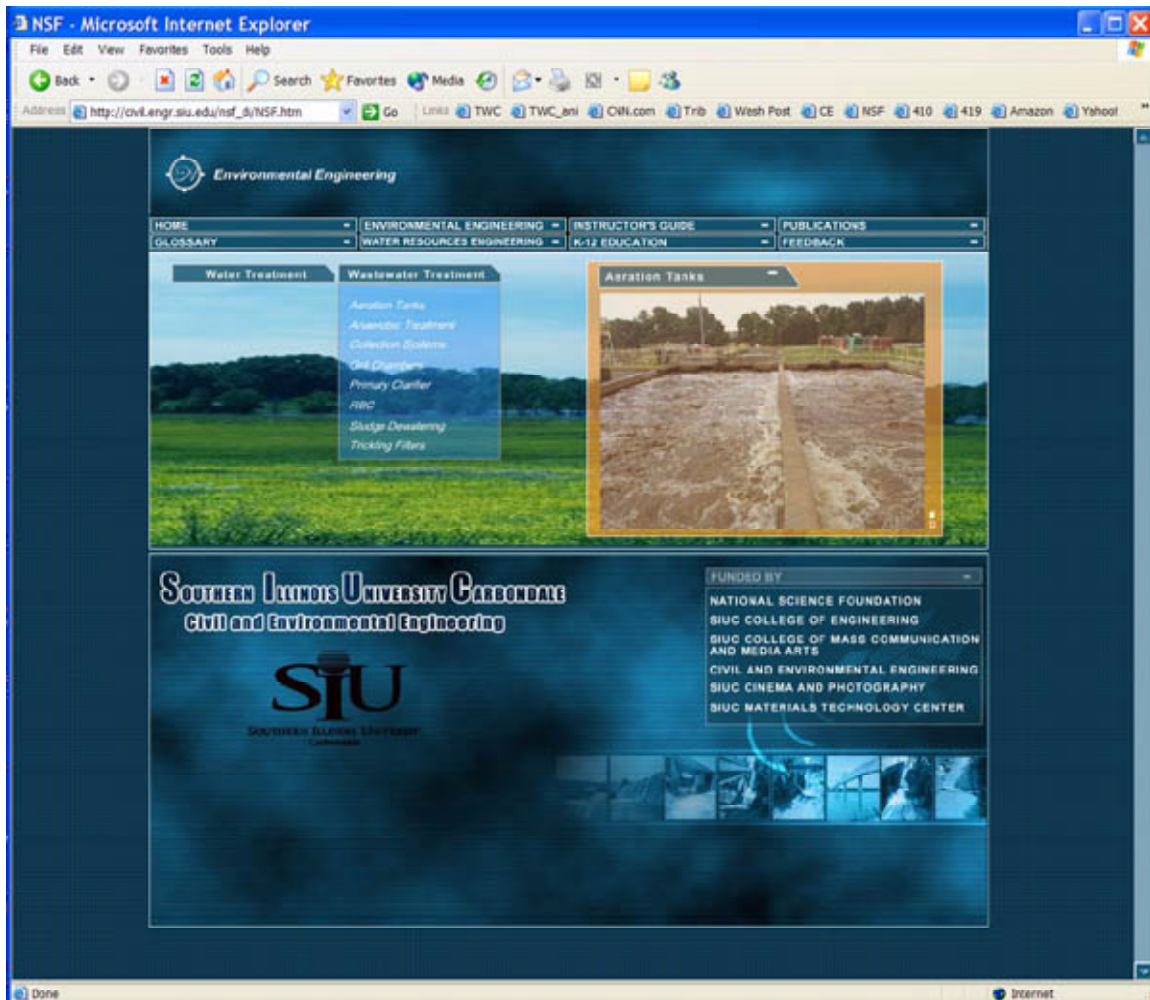 NSF - Microsoft Internet Explorer
File Edit View Favorites Tools Help
Back Search Favorites Media
Address http://civil.engr.siu.edu/nsf_di/NSF.htm Go Links TWC TWC_ani CNN.com Trib Wash Post CE NSF 410 419 Amazon Yahoo! »
Environmental Engineering
HOME ENVIRONMENTAL ENGINEERING INSTRUCTOR'S GUIDE PUBLICATIONS
GLOSSARY WATER RESOURCES ENGINEERING K-12 EDUCATION FEEDBACK
Water Treatment Wastewater Treatment
Aeration Tanks
Anaerobic Treatment
Collection Systems
Grit Chambers
Primary Clarifier
RBC
Sludge Dewatering
Trickling Filters
Aeration Tanks
SOUTHERN ILLINOIS UNIVERSITY CARBONDALE
Civil and Environmental Engineering
SIU
SOUTHERN ILLINOIS UNIVERSITY
Carbondale
FUNDED BY
NATIONAL SCIENCE FOUNDATION
SIUC COLLEGE OF ENGINEERING
SIUC COLLEGE OF MASS COMMUNICATION
AND MEDIA ARTS
CIVIL AND ENVIRONMENTAL ENGINEERING
SIUC CINEMA AND PHOTOGRAPHY
SIUC MATERIALS TECHNOLOGY CENTER
Done Internet